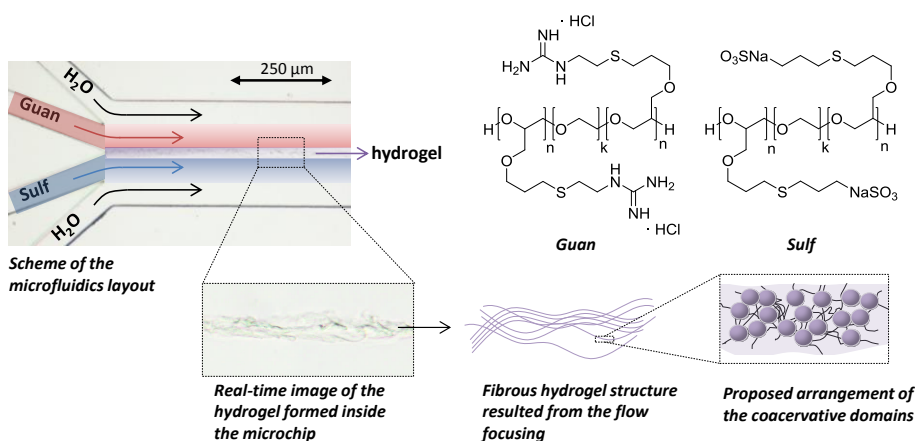 250 µm
H₂O
Guan
Sulf
H₂O
hydrogel
Scheme of the
microfluidics layout
· HCl
NH
H₂N
N
H
S
O
H
O
n
O
k
O
H
n
O
S
H
N
NH₂
NH
· HCl
Guan
O₃SNa
S
O
H
O
n
O
k
O
H
n
O
S
NaSO₃
Sulf
Real-time image of the
hydrogel formed inside
the microchip
Fibrous hydrogel structure
resulted from the flow
focusing
Proposed arrangement of
the coacervative domains